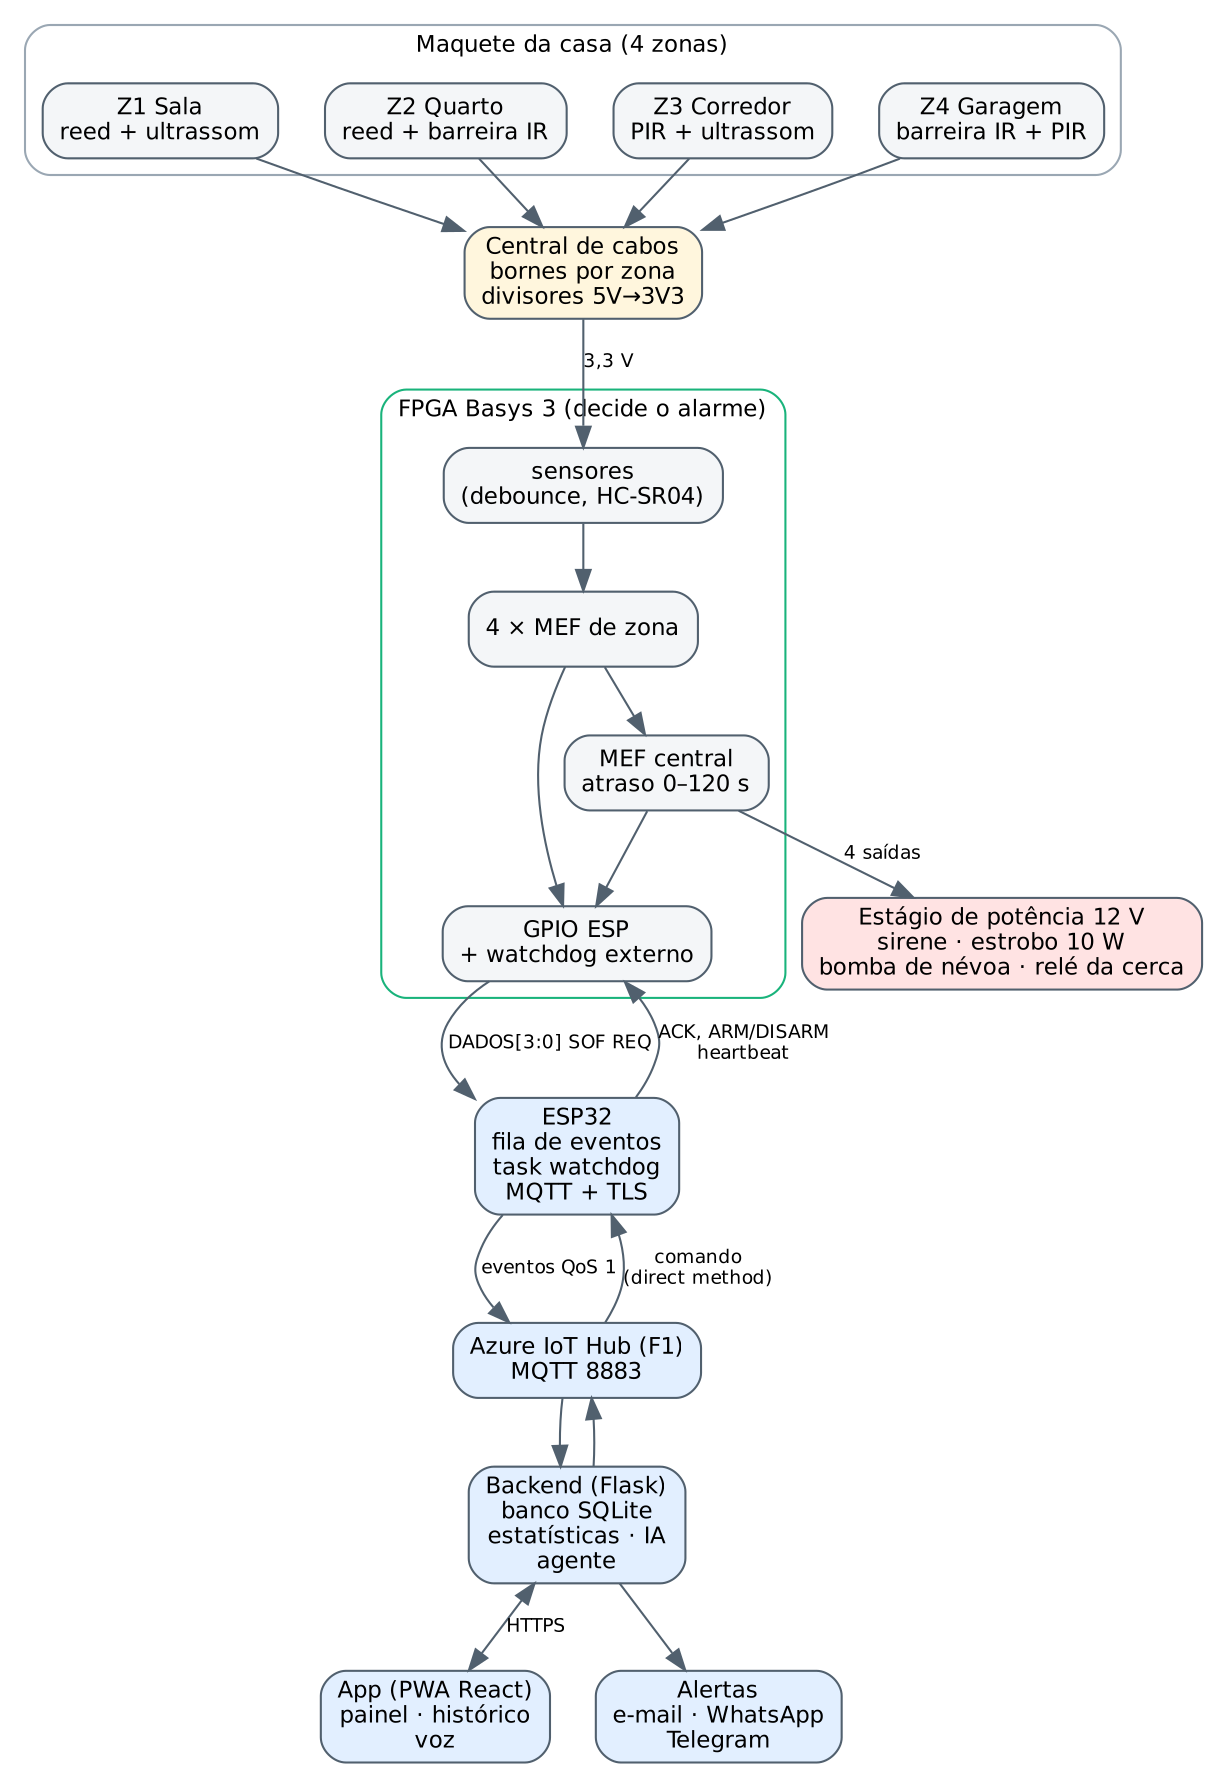 Maquete da casa (4 zonas)
Z1 Sala
reed + ultrassom
Z2 Quarto
reed + barreira IR
Z3 Corredor
PIR + ultrassom
Z4 Garagem
barreira IR + PIR
Central de cabos
bornes por zona
divisores 5V→3V3
3,3 V
FPGA Basys 3 (decide o alarme)
sensores
(debounce, HC-SR04)
4 × MEF de zona
MEF central
atraso 0–120 s
4 saídas
Estágio de potência 12 V
sirene · estrobo 10 W
bomba de névoa · relé da cerca
GPIO ESP
+ watchdog externo
DADOS[3:0] SOF REQ
ACK, ARM/DISARM
heartbeat
ESP32
fila de eventos
task watchdog
MQTT + TLS
eventos QoS 1
comando
(direct method)
Azure IoT Hub (F1)
MQTT 8883
Backend (Flask)
banco SQLite
estatísticas · IA
agente
HTTPS
App (PWA React)
painel · histórico
voz
Alertas
e-mail · WhatsApp
Telegram